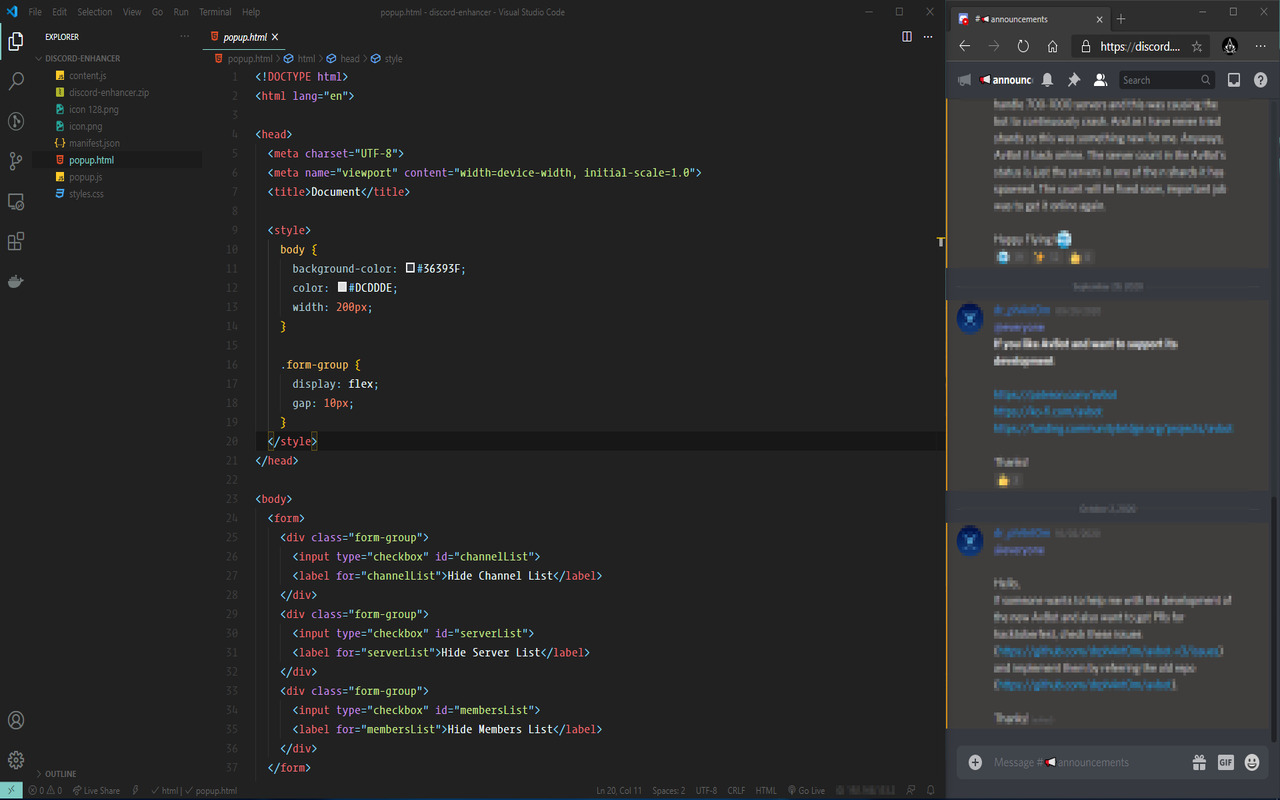 File Edit Selection View Go Run Terminal Help
popup.html - discord-enhancer - Visual Studio Code
EXPLORER
DISCORD-ENHANCER
content.js
discord-enhancer.zip
icon 128.png
icon.png
manifest.json
popup.html
popup.js
styles.css
OUTLINE
popup.html
popup.html > html > head > style
1 <!DOCTYPE html>
2 <html lang="en">
3
4 <head>
5 <meta charset="UTF-8">
6 <meta name="viewport" content="width=device-width, initial-scale=1.0">
7 <title>Document</title>
8
9 <style>
10 body {
11 background-color: #36393F;
12 color: #DCDDDE;
13 width: 200px;
14 }
15
16 .form-group {
17 display: flex;
18 gap: 10px;
19 }
20 </style>
21 </head>
22
23 <body>
24 <form>
25 <div class="form-group">
26 <input type="checkbox" id="channelList">
27 <label for="channelList">Hide Channel List</label>
28 </div>
29 <div class="form-group">
30 <input type="checkbox" id="serverList">
31 <label for="serverList">Hide Server List</label>
32 </div>
33 <div class="form-group">
34 <input type="checkbox" id="membersList">
35 <label for="membersList">Hide Members List</label>
36 </div>
37 </form>
0 0 Live Share html | popup.html Ln 20, Col 11 Spaces: 2 UTF-8 CRLF HTML Go Live
#announcements
https://discord....
announc
Search
@everyone
If you like AvBot and want to support its
development
Thanks!
@everyone
Hello,
If someone wants to help me with the development of
the new AvBot and also want to get PRs for
hacktoberfest, check these issues
and implement them by referring the old repo
Thanks!
Message #announcements
GIF